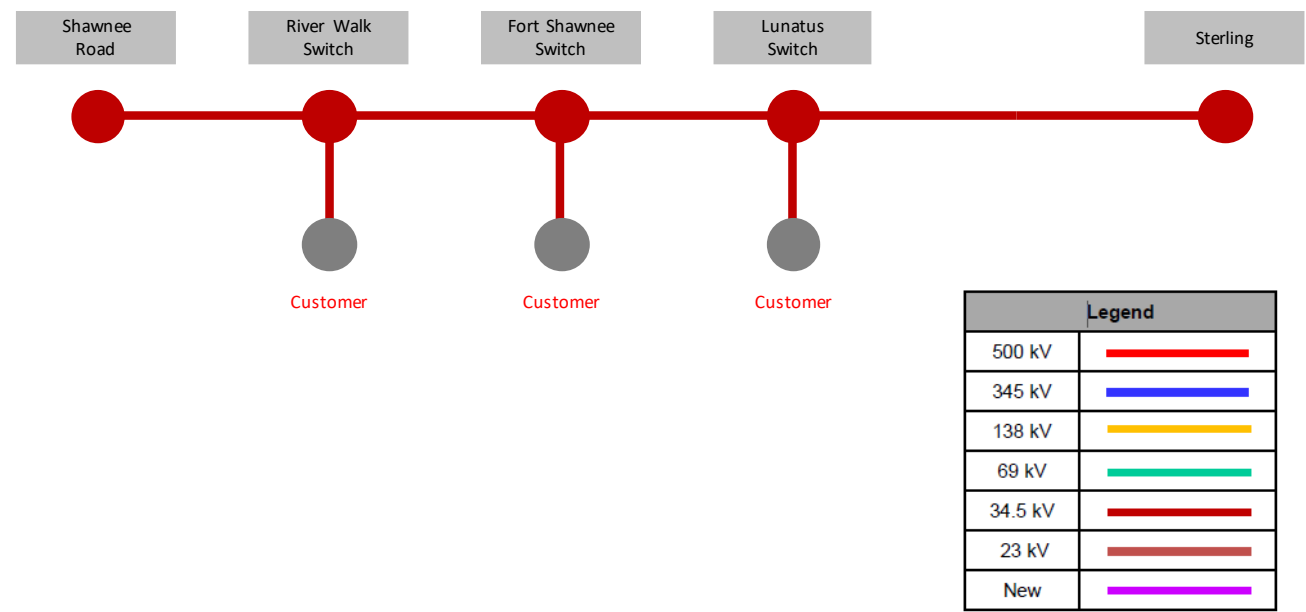 Shawnee
Road
River Walk
Switch
Fort Shawnee
Switch
Lunatus
Switch
Sterling
Customer
Customer
Customer
Legend
500 kV
345 kV
138 kV
69 kV
34.5 kV
23 kV
New